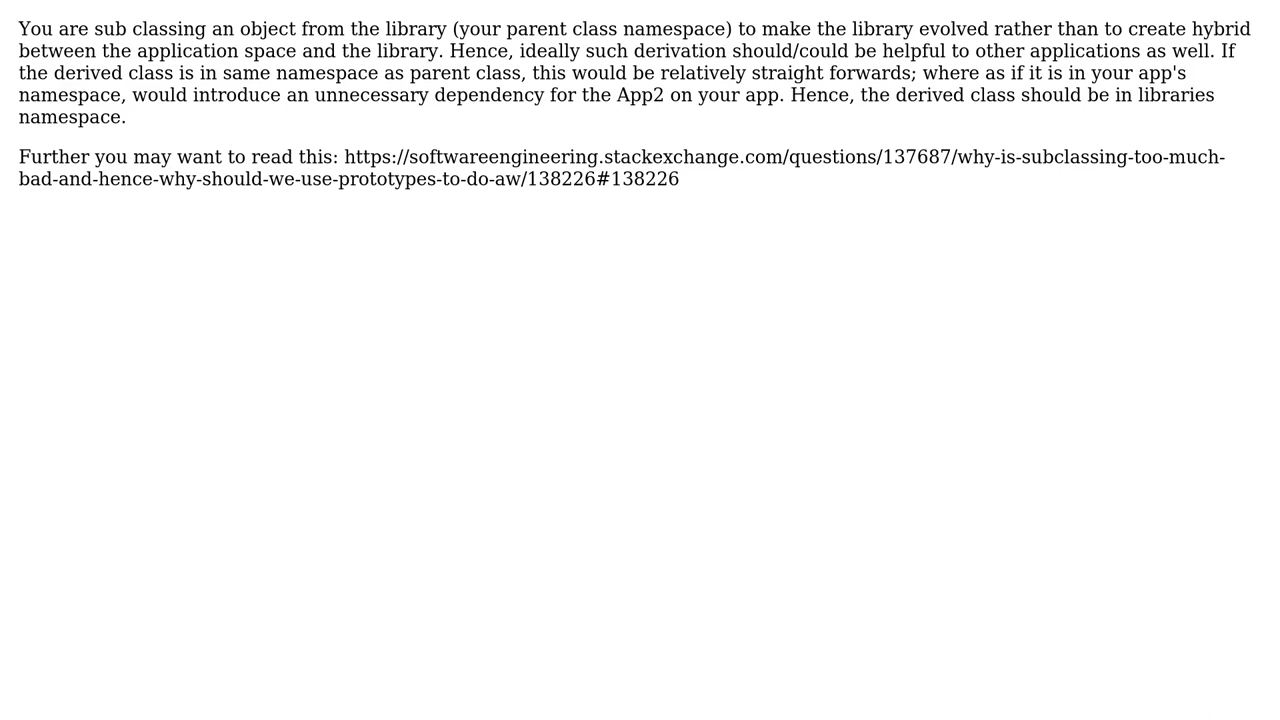 You are sub classing an object from the library (your parent class namespace) to make the library evolved rather than to create hybrid
between the application space and the library. Hence, ideally such derivation should/could be helpful to other applications as well. If
the derived class is in same namespace as parent class, this would be relatively straight forwards; where as if it is in your app's
namespace, would introduce an unnecessary dependency for the App2 on your app. Hence, the derived class should be in libraries
namespace.
Further you may want to read this: https://softwareengineering.stackexchange.com/questions/137687/why-is-subclassing-too-much-
bad-and-hence-why-should-we-use-prototypes-to-do-aw/138226#138226